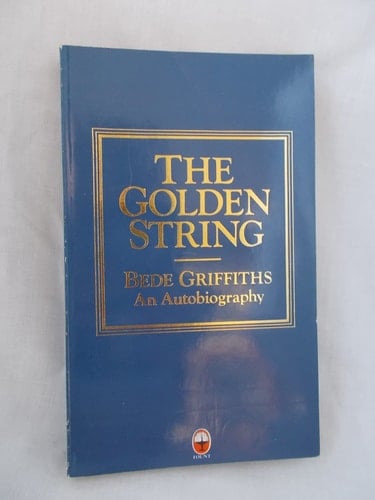 THE
GOLDEN
STRING
BEDE GRIFFITHS
An Autobiography
FOUNT